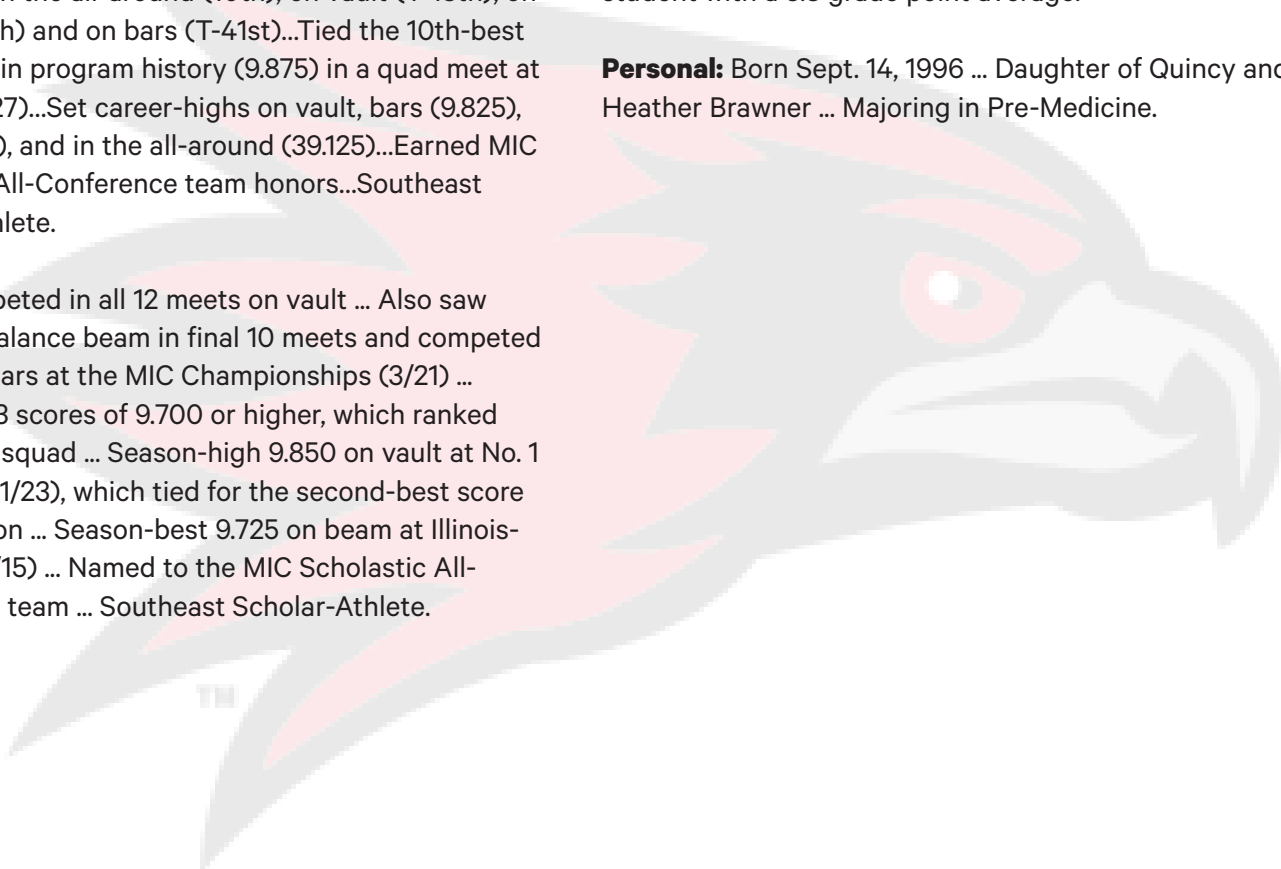 h) and on bars (T-41st)...Tied the 10th-best
in program history (9.875) in a quad meet at
27)...Set career-highs on vault, bars (9.825),
), and in the all-around (39.125)...Earned MIC
All-Conference team honors...Southeast
lete.
peted in all 12 meets on vault ... Also saw
alance beam in final 10 meets and competed
ars at the MIC Championships (3/21) ...
3 scores of 9.700 or higher, which ranked
squad ... Season-high 9.850 on vault at No. 1
1/23), which tied for the second-best score
on ... Season-best 9.725 on beam at Illinois-
/15) ... Named to the MIC Scholastic All-
team ... Southeast Scholar-Athlete.
Personal: Born Sept. 14, 1996 ... Daughter of Quincy and
Heather Brawner ... Majoring in Pre-Medicine.
TM